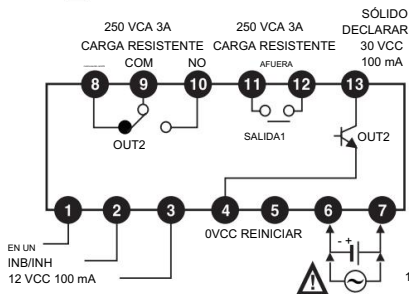 250 VCA 3A
CARGA RESISTENTE
COM
NO
250 VCA 3A
CARGA RESISTENTE
AFUERA
SÓLIDO
DECLARAR
30 VCC
100 mA
8 9 10 11 12 13
OUT2
SALIDA1
OUT2
1 2 3 4 5 6 7
0VCC REINICIAR
- +
EN UN
INB/INH
12 VCC 100 mA
1